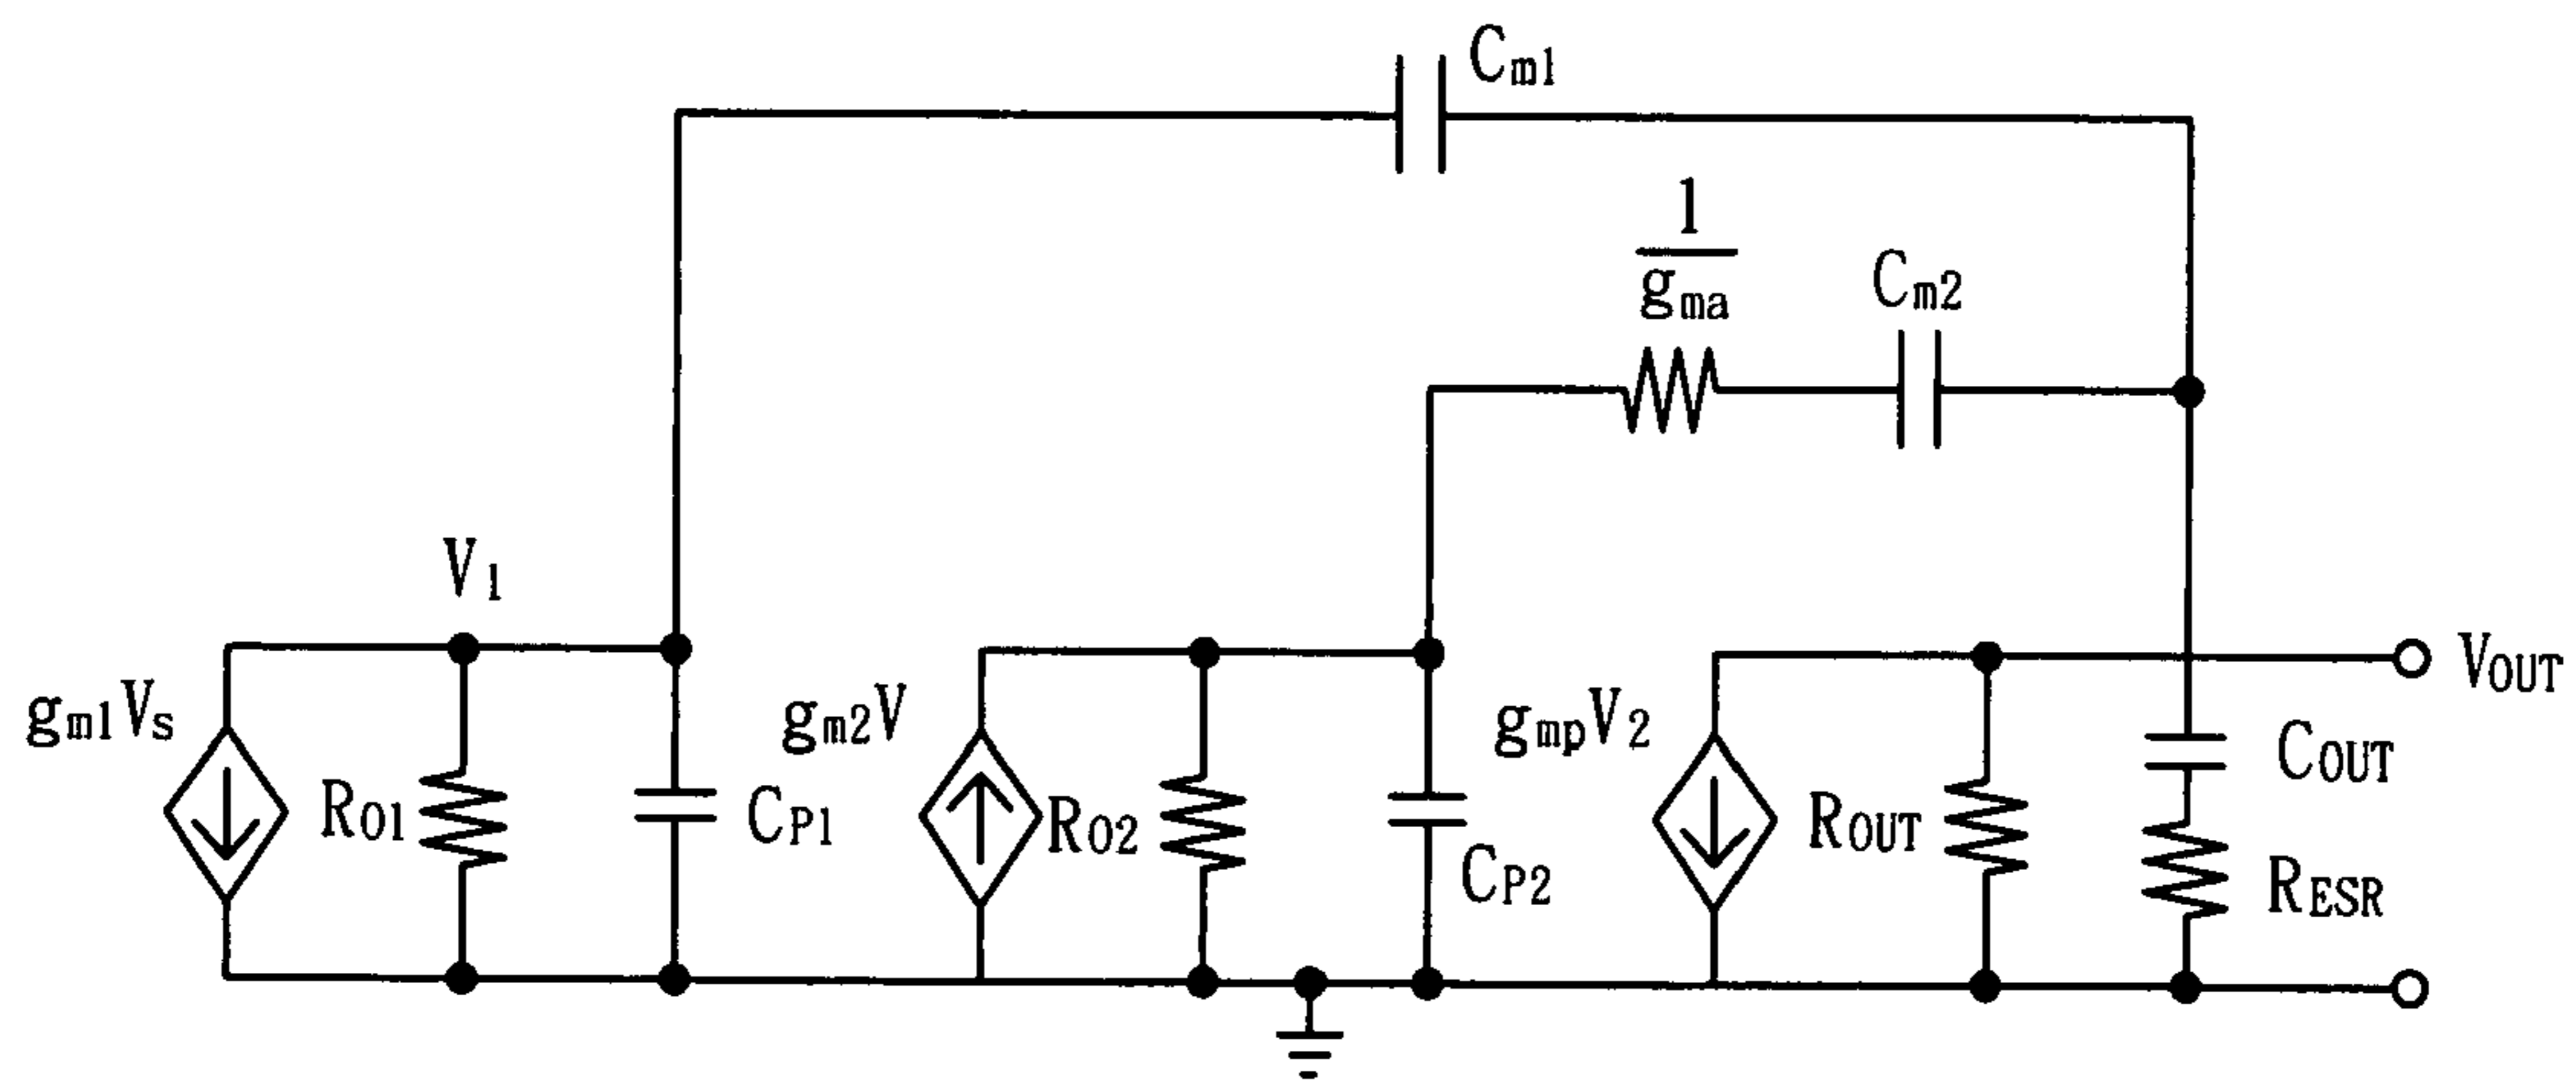 Cm1
1
gma
Cm2
V1
gm1Vs
RO1
CP1
gm2V
RO2
CP2
gmpV2
ROUT
VOUT
COUT
RESR